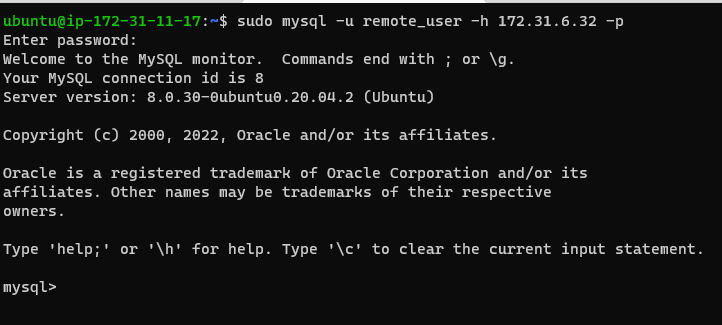 ubuntu@ip-172-31-11-17:~$ sudo mysql -u remote_user -h 172.31.6.32 -p
Enter password:
Welcome to the MySQL monitor.  Commands end with ; or \g.
Your MySQL connection id is 8
Server version: 8.0.30-0ubuntu0.20.04.2 (Ubuntu)

Copyright (c) 2000, 2022, Oracle and/or its affiliates.

Oracle is a registered trademark of Oracle Corporation and/or its
affiliates. Other names may be trademarks of their respective
owners.

Type 'help;' or '\h' for help. Type '\c' to clear the current input statement.

mysql>